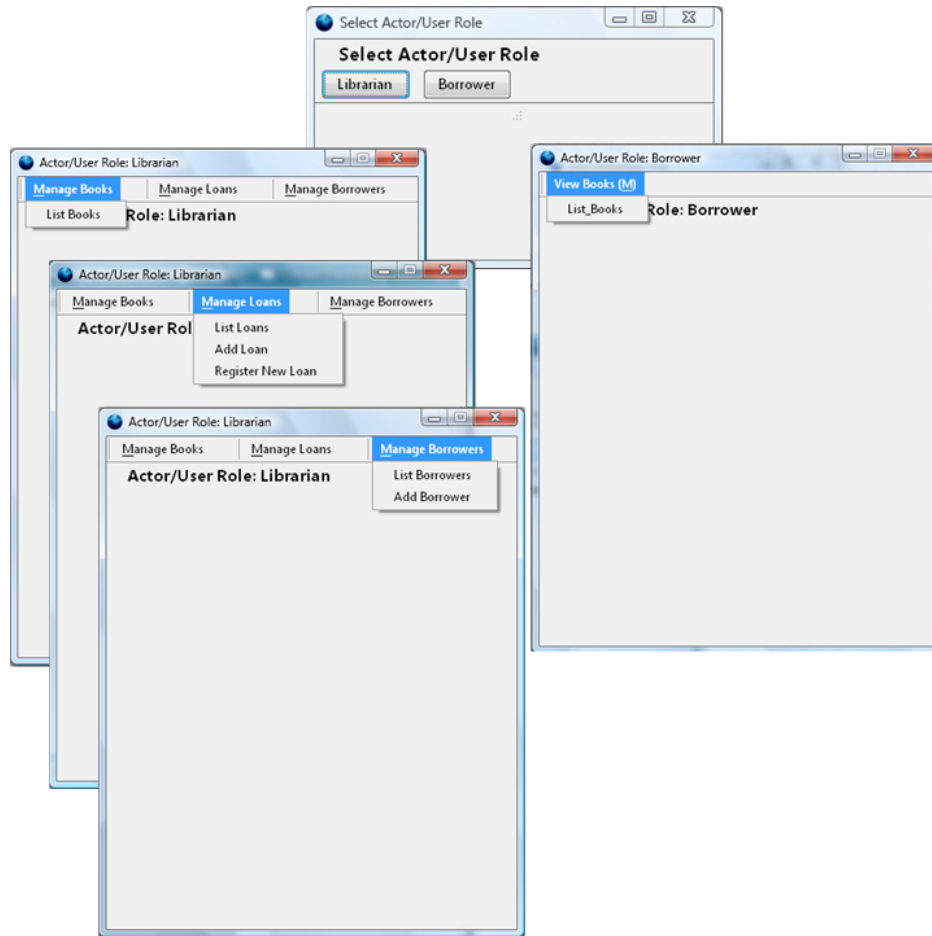 Select Actor/User Role
Select Actor/User Role
Librarian Borrower
Actor/User Role: Librarian
Manage Books Manage Loans Manage Borrowers
List Books
Role: Librarian
Actor/User Role: Borrower
View Books (M)
List_Books
Role: Borrower
Actor/User Role: Librarian
Manage Books Manage Loans Manage Borrowers
Actor/User Rol
List Loans
Add Loan
Register New Loan
Actor/User Role: Librarian
Manage Books Manage Loans Manage Borrowers
Actor/User Role: Librarian
List Borrowers
Add Borrower